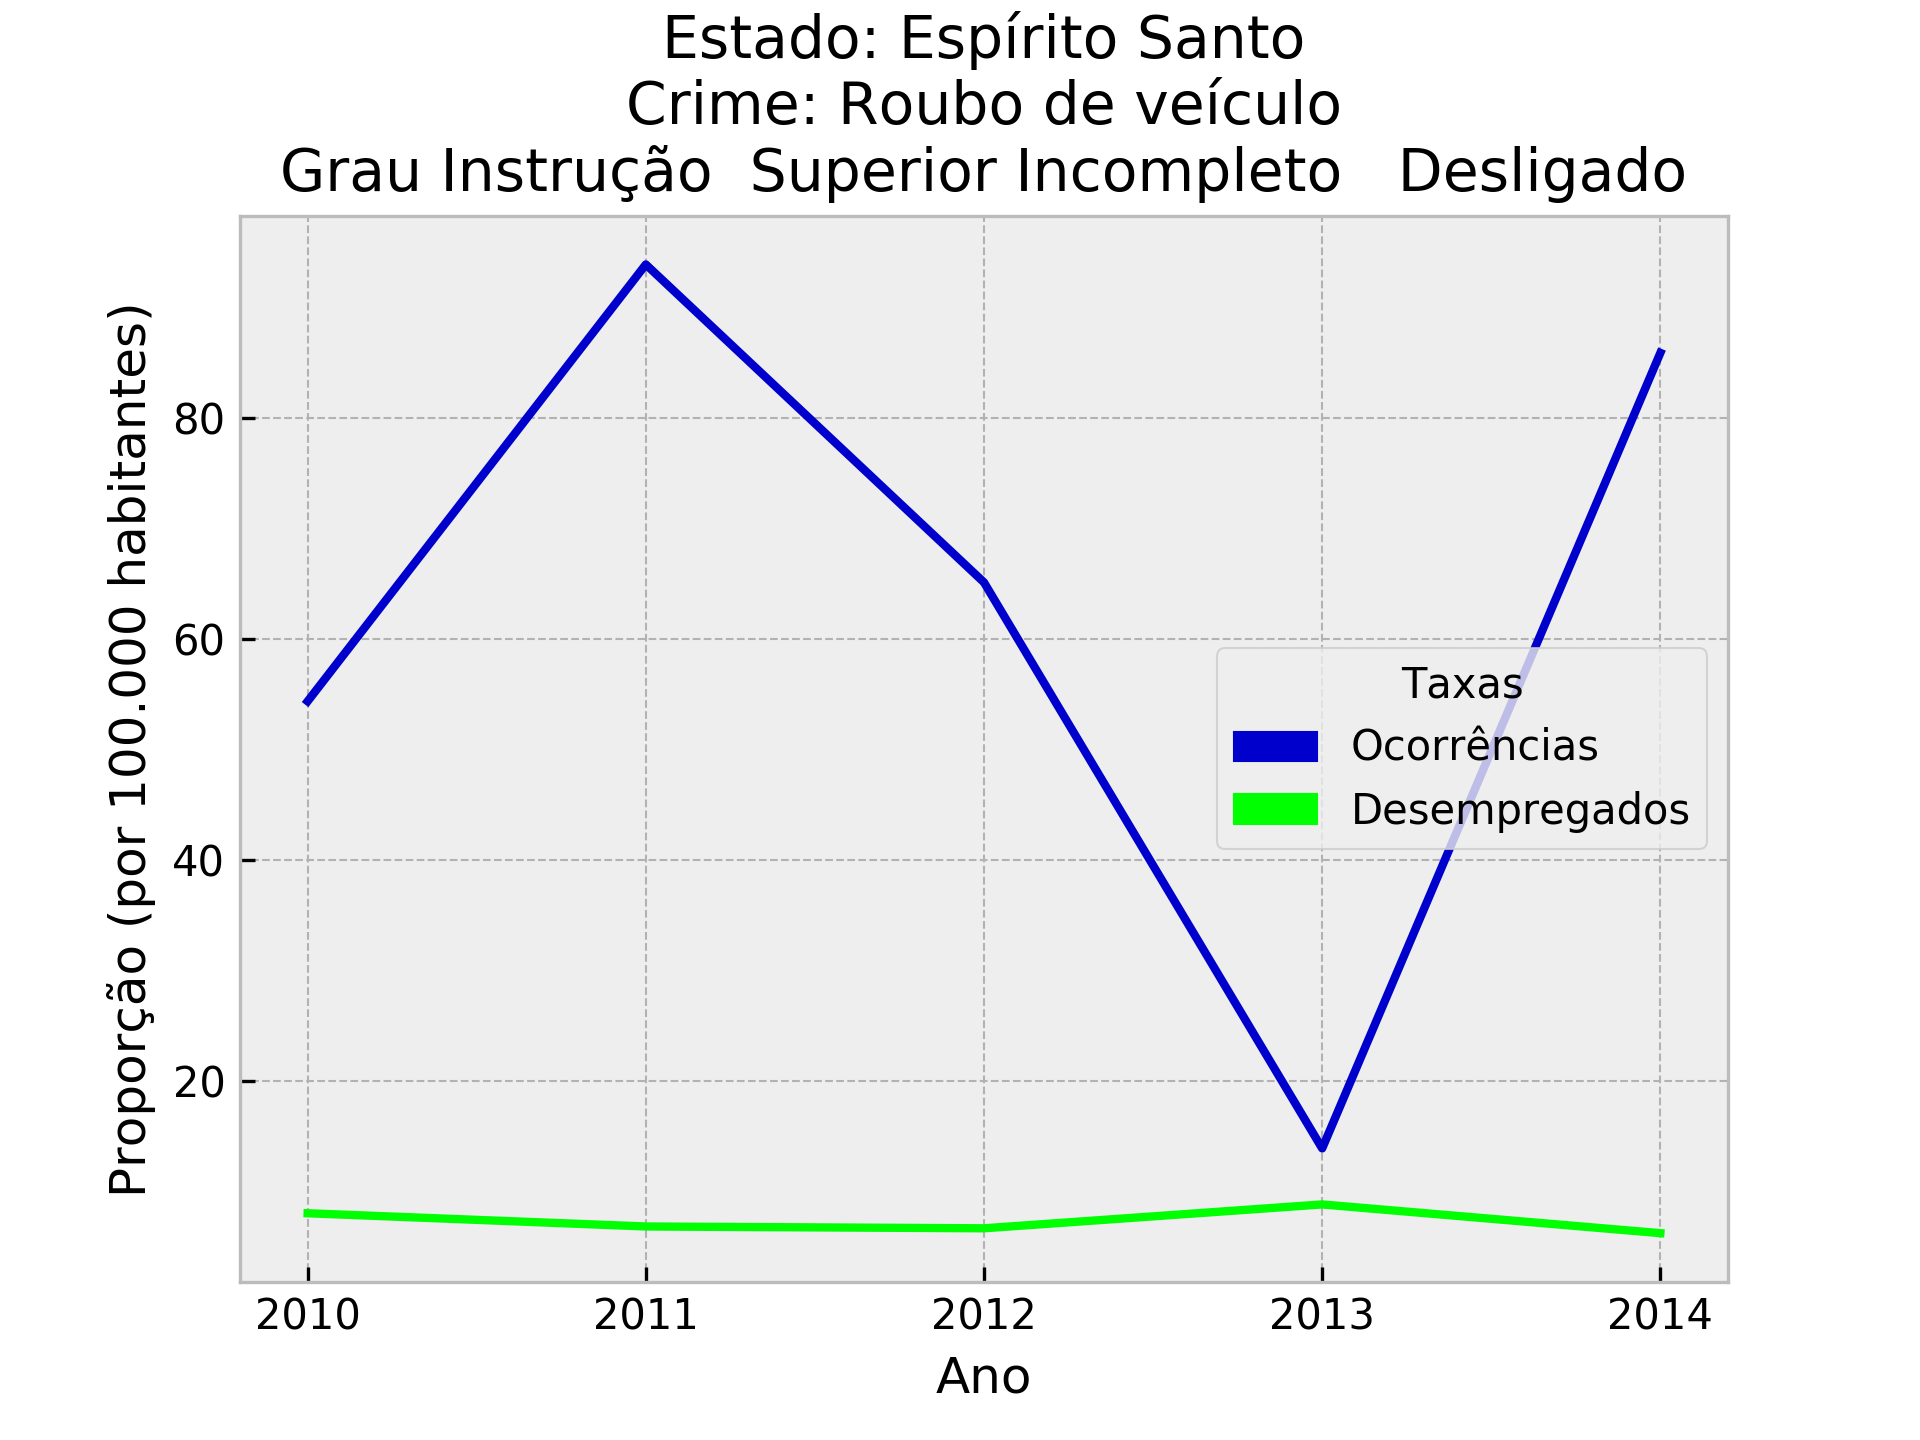 Estado: Espírito Santo
Crime: Roubo de veículo
Grau Instrução  Superior Incompleto   Desligado
Proporção (por 100.000 habitantes)
80
60
40
20
Taxas
Ocorrências
Desempregados
2010 2011 2012 2013 2014
Ano